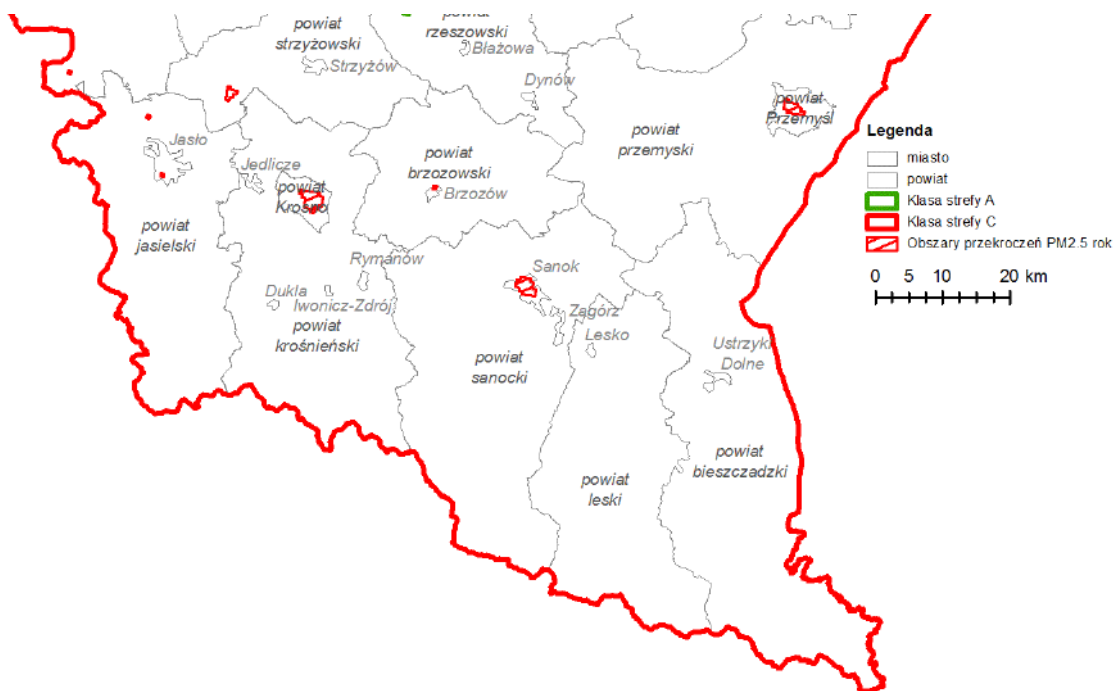 powiat
strzyżowski
powiat
rzeszowski
Błażowa
Strzyżów
Dynów
powiat
Przemyśl
powiat
przemyski
Jasło
Jedlicze
powiat
Krosno
powiat
brzozowski
Brzozów
powiat
jasielski
Rymanów
Dukla
Iwonicz-Zdrój
powiat
krośnieński
Sanok
Zagórz
Lesko
powiat
sanocki
Ustrzyki
Dolne
powiat
bieszczadzki
powiat
leski
Legenda
miasto
powiat
Klasa strefy A
Klasa strefy C
Obszary przekroczeń PM2.5 rok
0 5 10 20 km